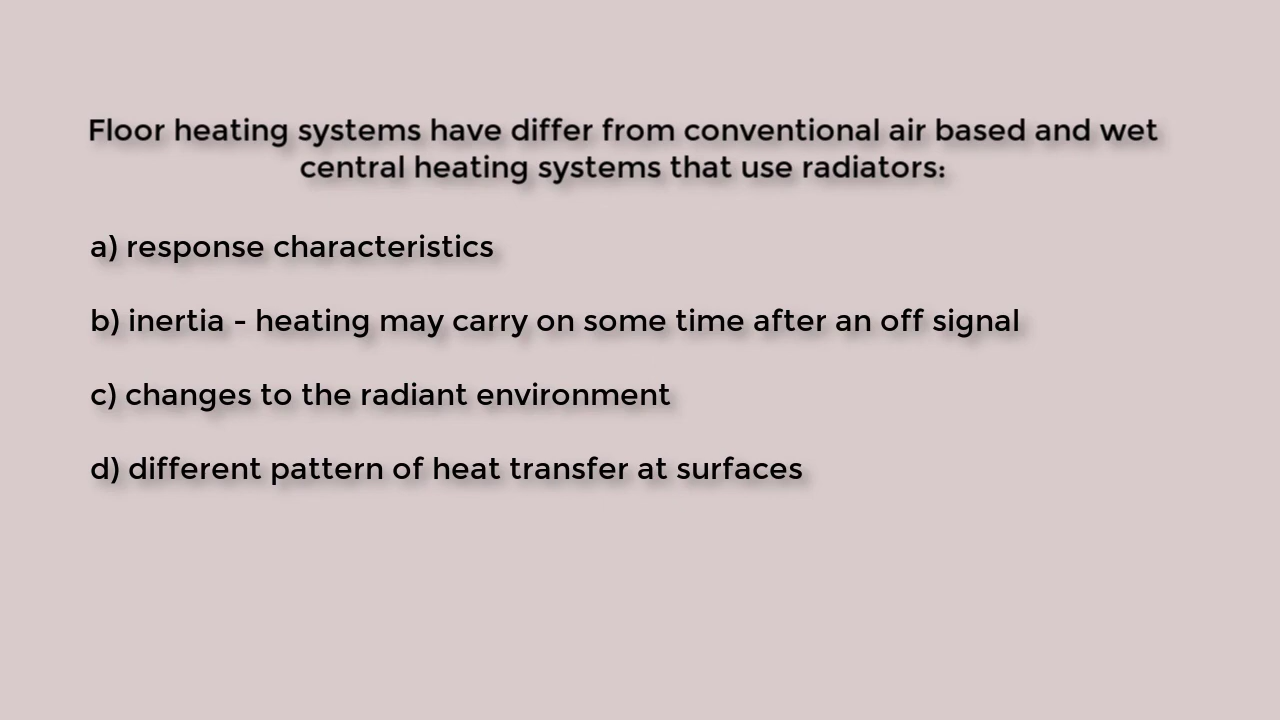 Floor heating systems have differ from conventional air based and wet
central heating systems that use radiators:
a) response characteristics
b) inertia - heating may carry on some time after an off signal
c) changes to the radiant environment
d) different pattern of heat transfer at surfaces